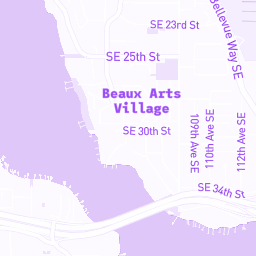 SE 23rd St
Bellevue Way SE
SE 25th St
Beaux Arts
Village
SE 30th St
109th Ave SE
110th Ave SE
112th Ave SE
SE 34th St